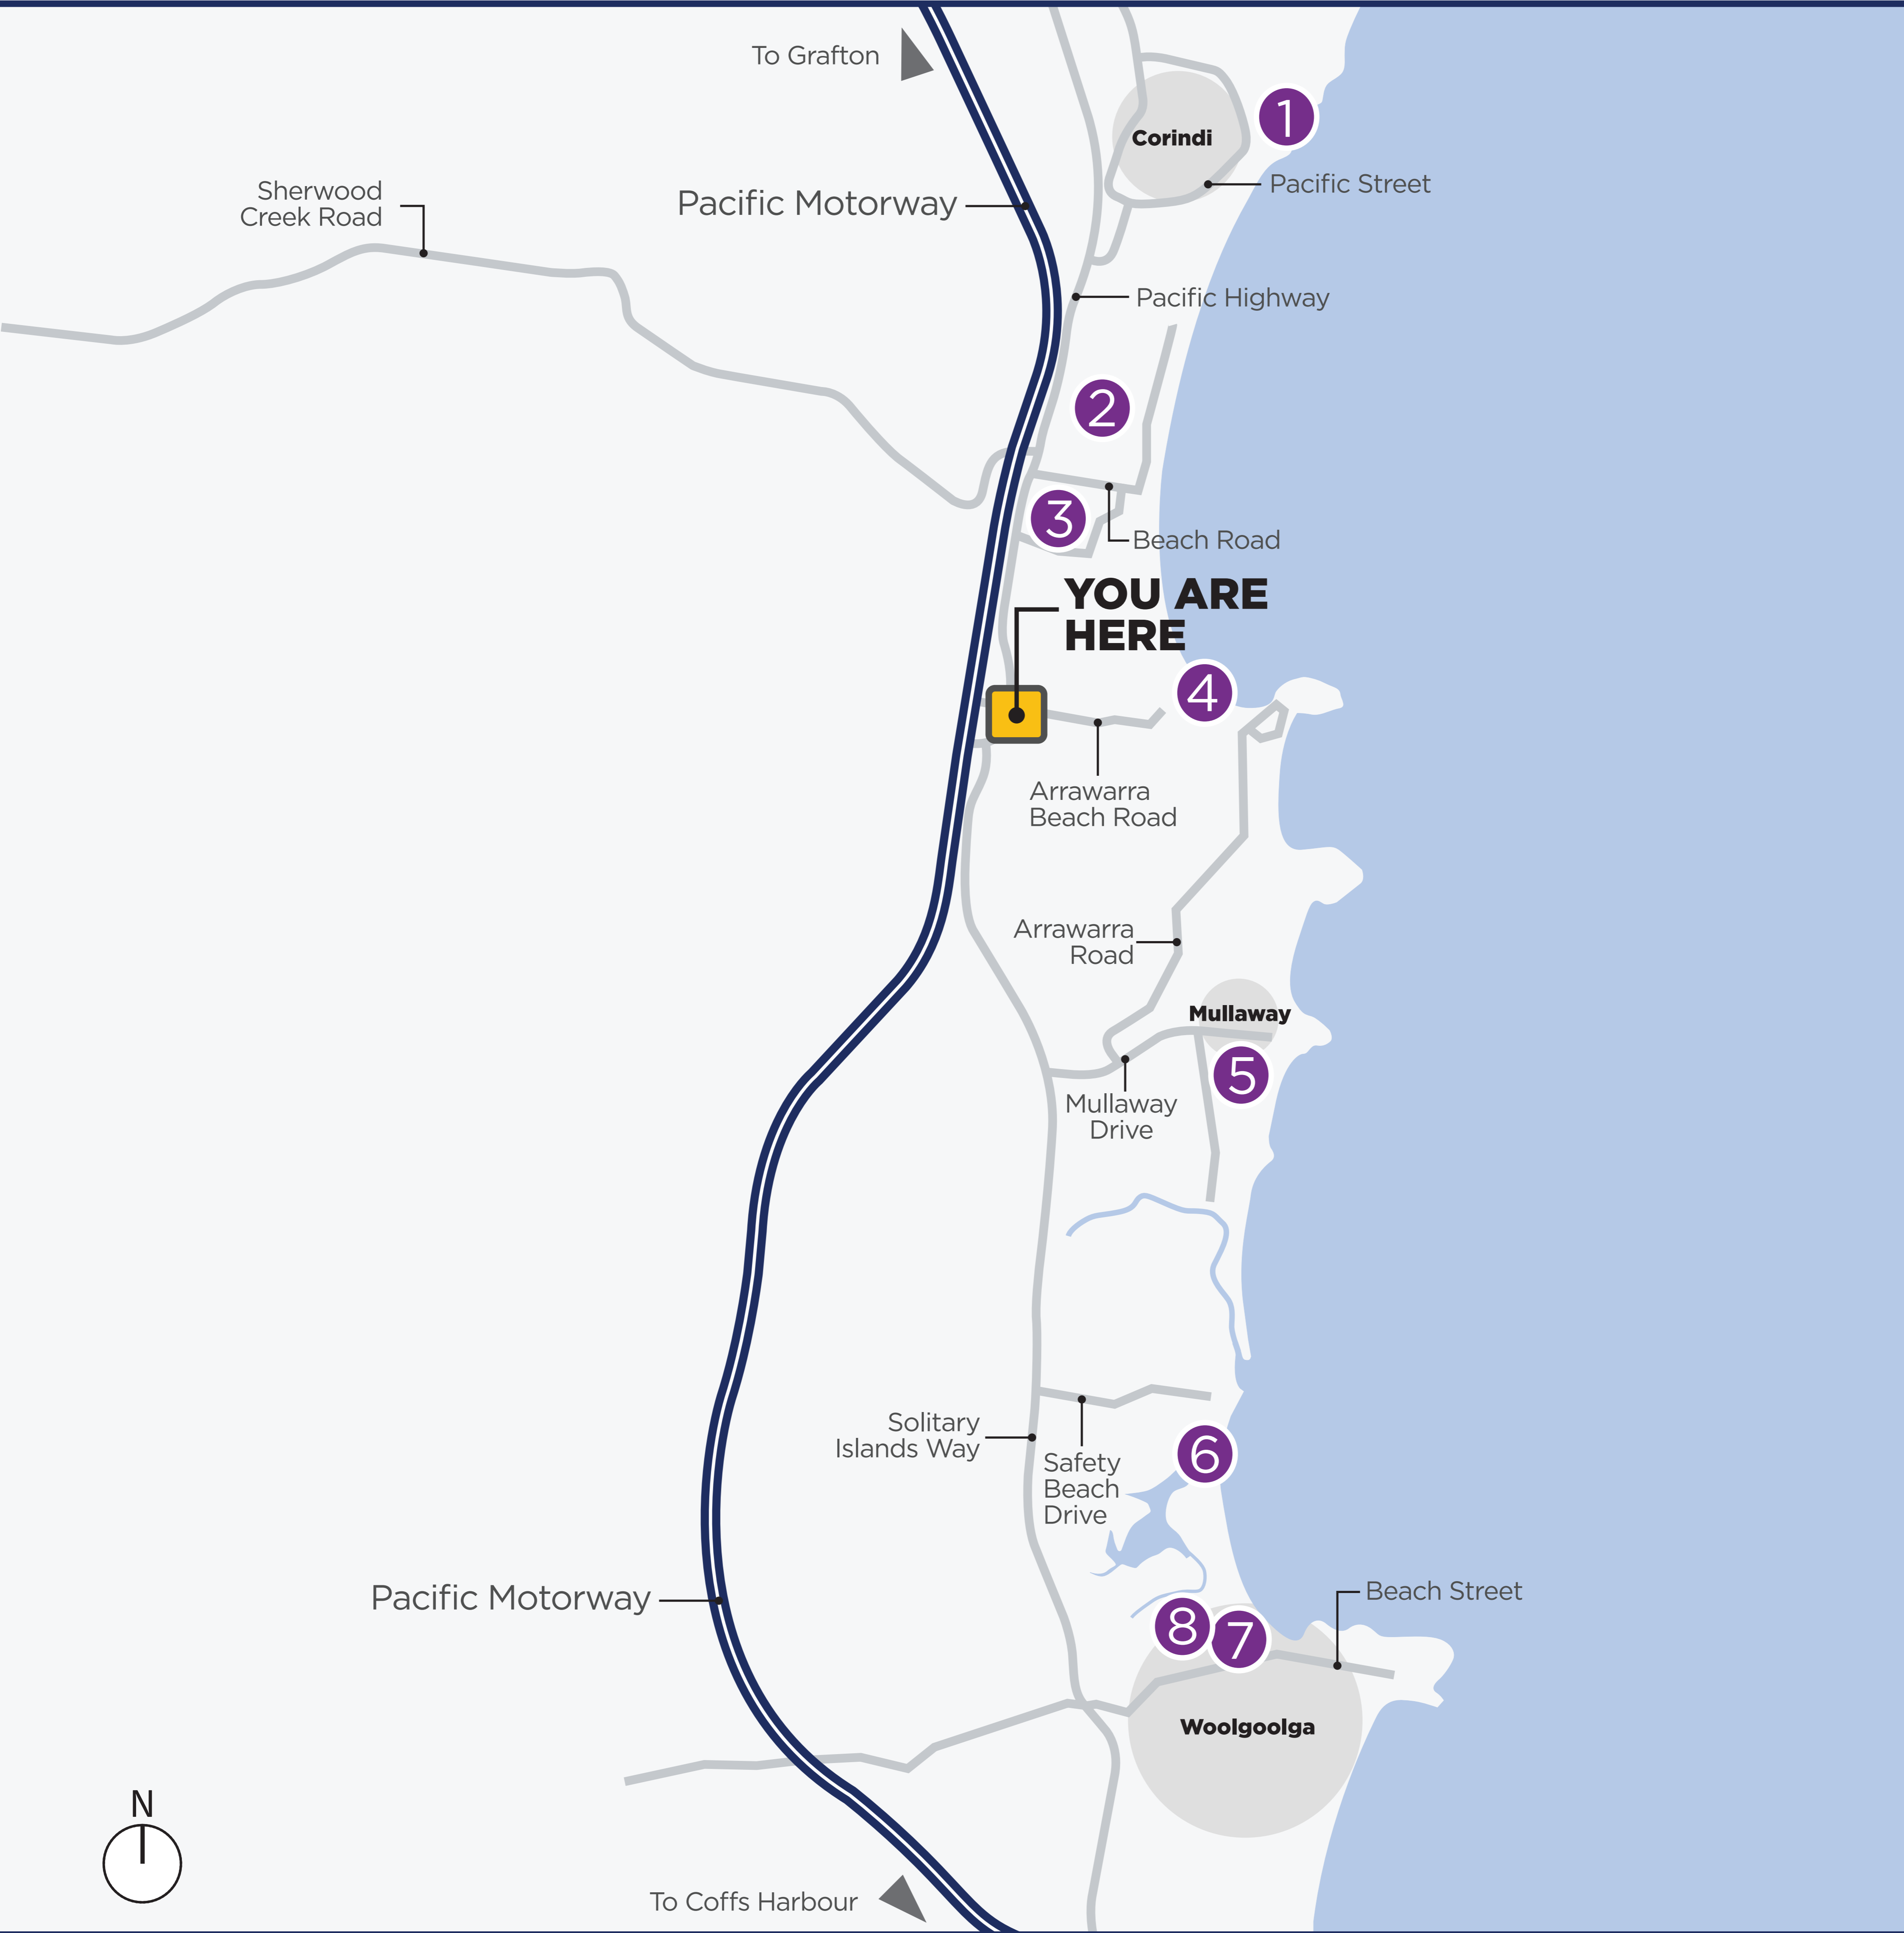 To Grafton
1
Corindi
Pacific Street
Sherwood
Creek Road
Pacific Motorway
Pacific Highway
2
3
Beach Road
YOU ARE
HERE
4
Arrawarra
Beach Road
Arrawarra
Road
Mullaway
5
Mullaway
Drive
Solitary
Islands Way
Safety
Beach
Drive
6
Pacific Motorway
Beach Street
8
7
Woolgoolga
N
To Coffs Harbour